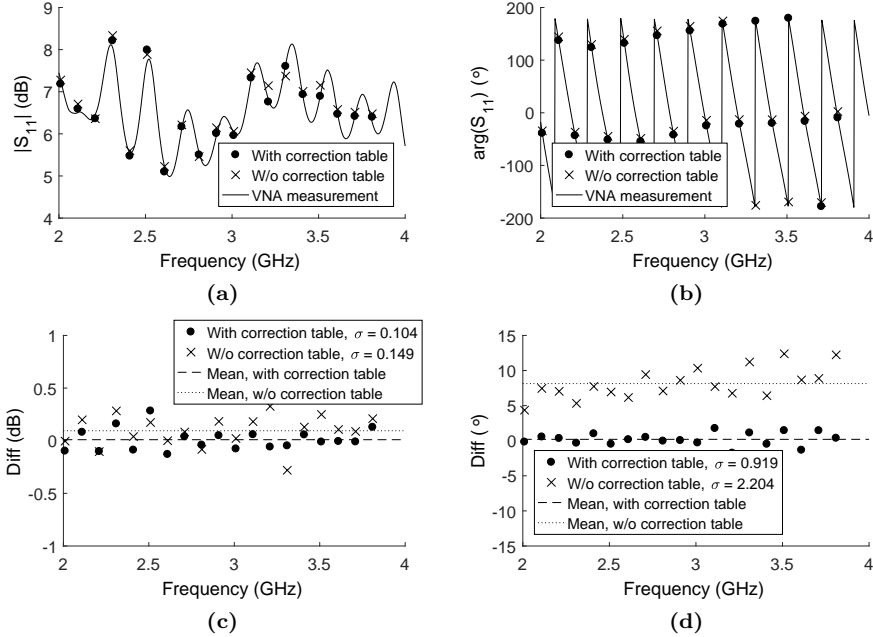 9
8
7
6
5
4
|S11| (dB)
With correction table
W/o correction table
VNA measurement
2 2.5 3 3.5 4
Frequency (GHz)
(a)
200
100
0
-100
-200
arg(S11) (°)
With correction table
W/o correction table
VNA measurement
2 2.5 3 3.5 4
Frequency (GHz)
(b)
1
0.5
0
-0.5
-1
Diff (dB)
With correction table, σ = 0.104
W/o correction table, σ = 0.149
Mean, with correction table
Mean, w/o correction table
2 2.5 3 3.5 4
Frequency (GHz)
(c)
15
10
5
0
-5
-10
-15
Diff (°)
With correction table, σ = 0.919
W/o correction table, σ = 2.204
Mean, with correction table
Mean, w/o correction table
2 2.5 3 3.5 4
Frequency (GHz)
(d)